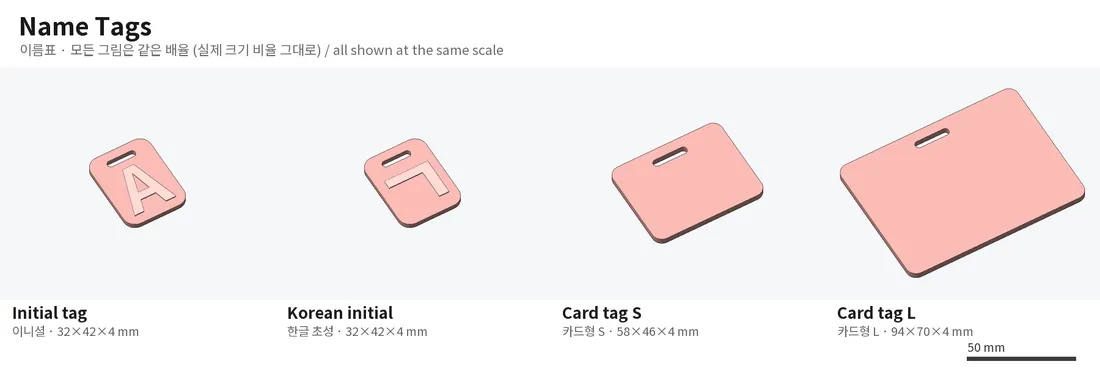 Name Tags
이름표 · 모든 그림은 같은 배율 (실제 크기 비율 그대로) / all shown at the same scale
A
ㄱ
Initial tag
이니셜 · 32×42×4 mm
Korean initial
한글 초성 · 32×42×4 mm
Card tag S
카드형 S · 58×46×4 mm
Card tag L
카드형 L · 94×70×4 mm
50 mm